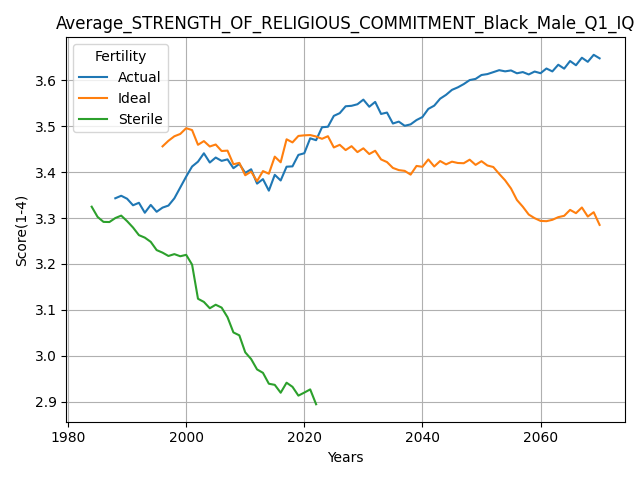 Average_STRENGTH_OF_RELIGIOUS_COMMITMENT_Black_Male_Q1_IQ
Fertility
Actual
Ideal
Sterile
Score(1-4)
3.6
3.5
3.4
3.3
3.2
3.1
3.0
2.9
1980
2000
2020
2040
2060
Years